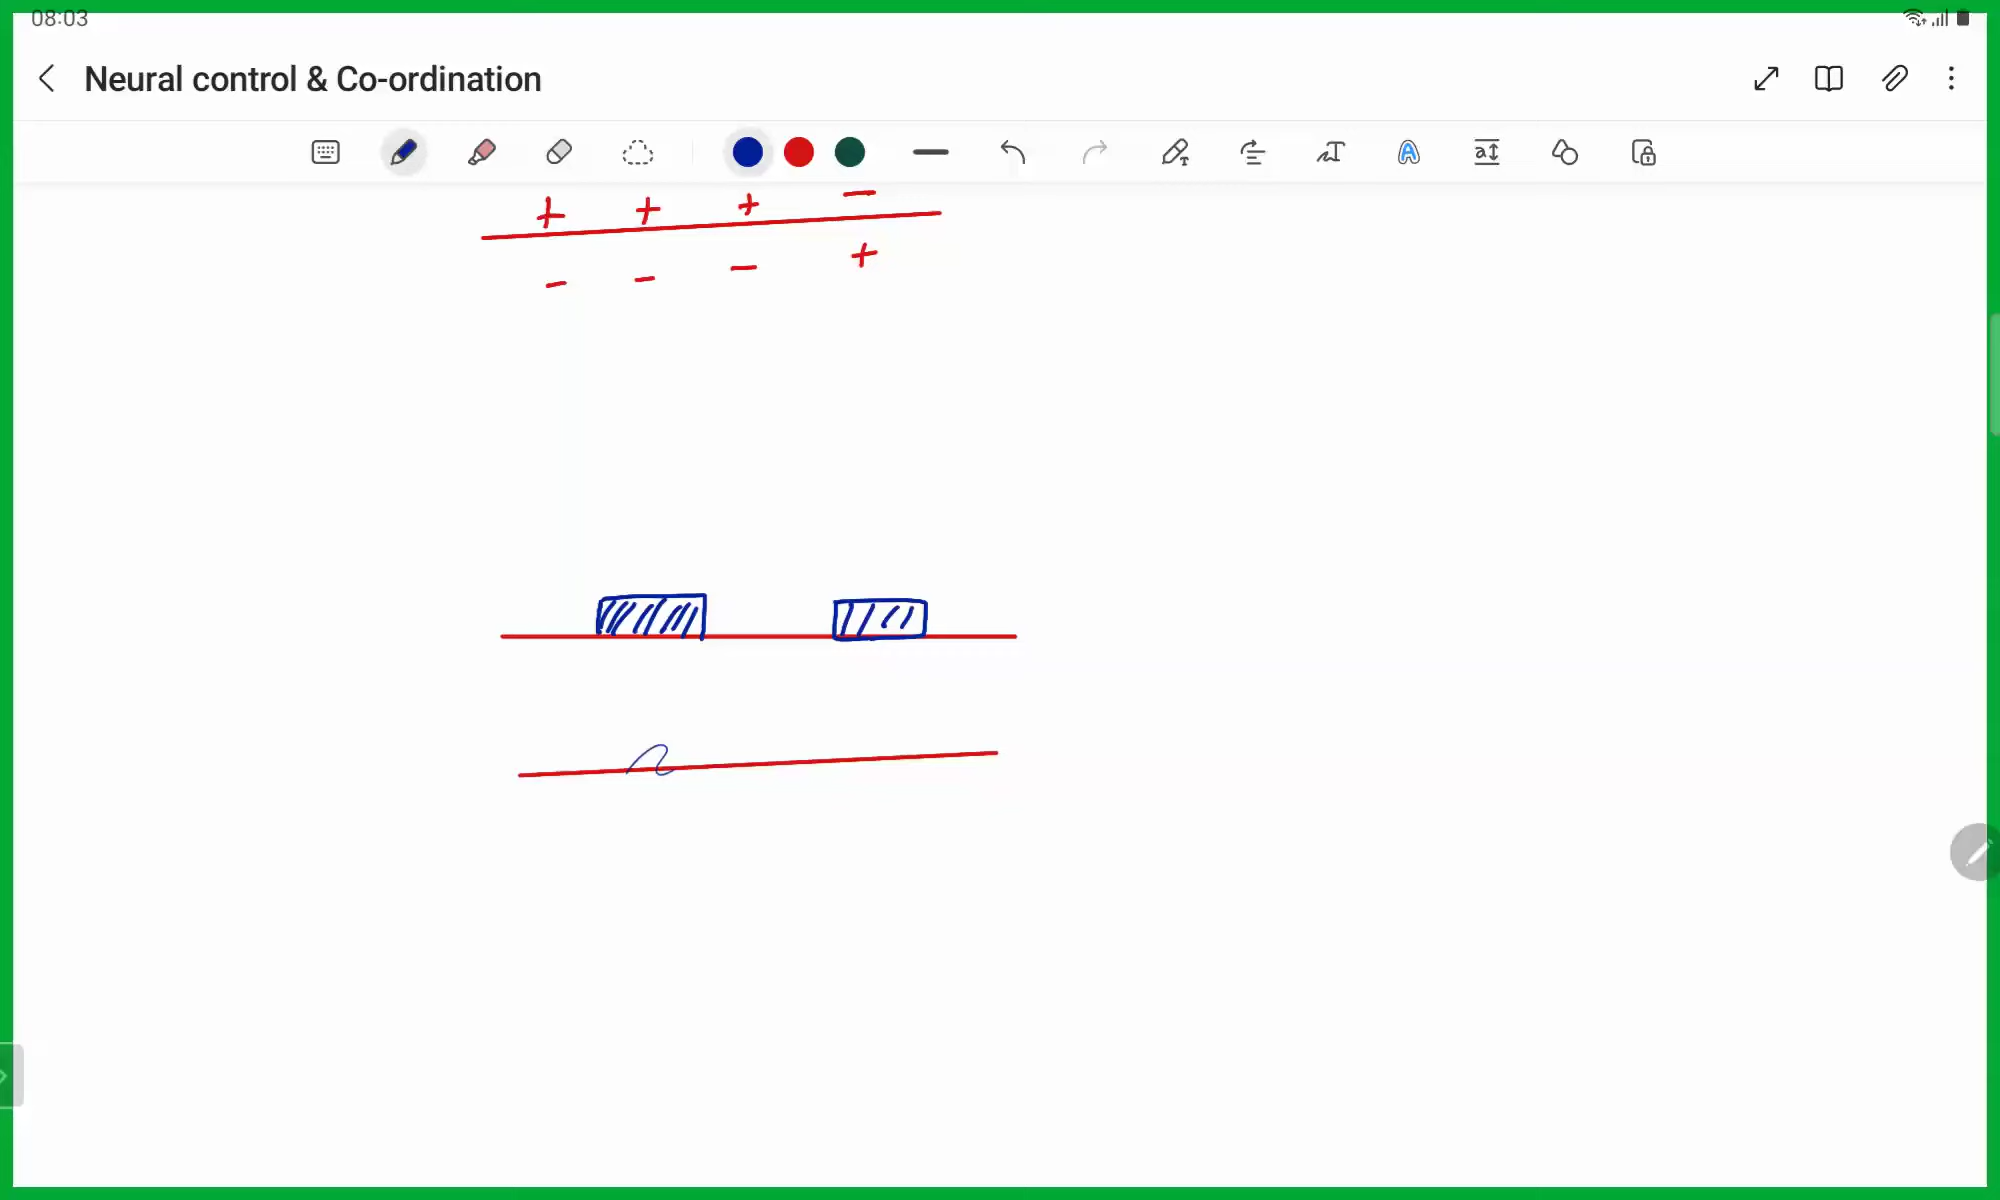 08:03
Neural control & Co-ordination
+ + + −
− − − +